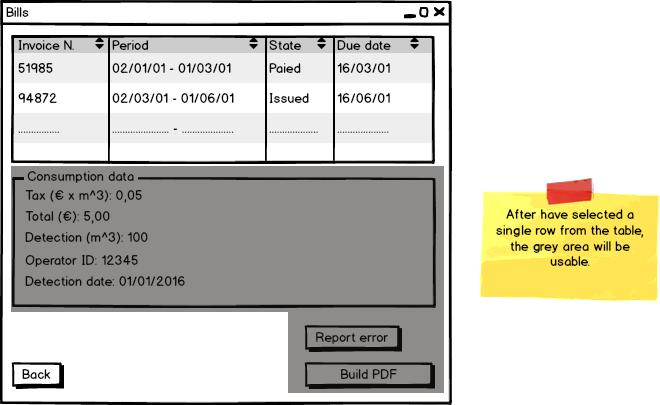 Bills
Invoice N. Period State Due date
51985 02/01/01 - 01/03/01 Paied 16/03/01
94872 02/03/01 - 01/06/01 Issued 16/06/01
............... .................... - .................. ................. ..................
Consumption data
Tax (€ x m^3): 0,05
Total (€): 5,00
Detection (m^3): 100
Operator ID: 12345
Detection date: 01/01/2016
After have selected a
single row from the table,
the grey area will be
usable.
Report error
Back Build PDF